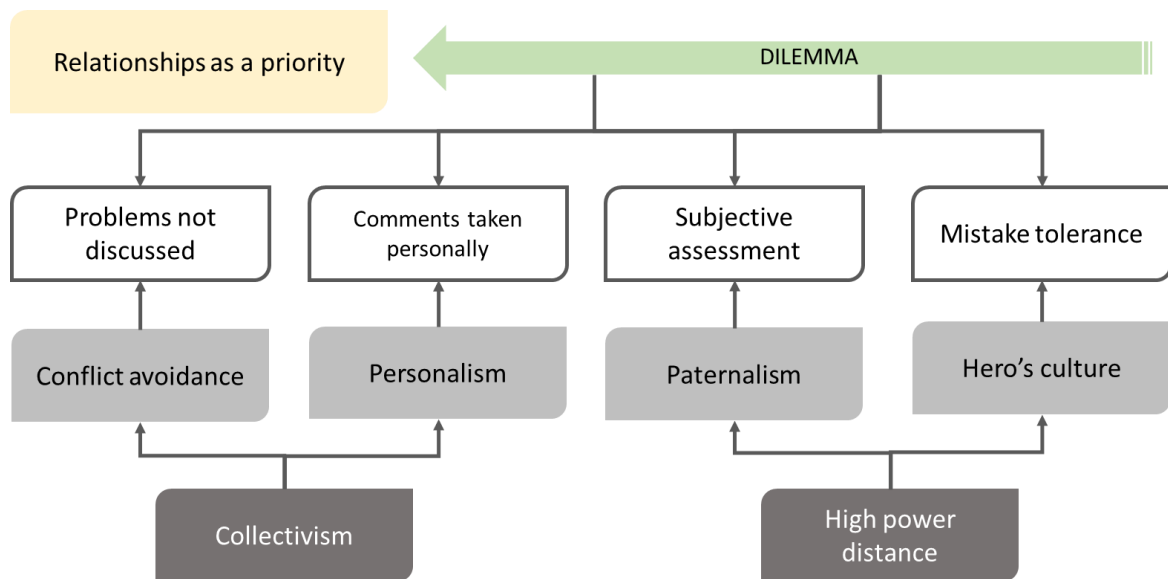 Relationships as a priority
DILEMMA
Problems not
discussed
Comments taken
personally
Subjective
assessment
Mistake tolerance
Conflict avoidance
Personalism
Paternalism
Hero’s culture
Collectivism
High power
distance